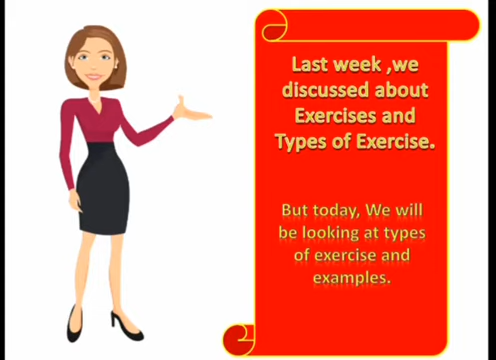 Last week ,we
discussed about
Exercises and
Types of Exercise.
But today, We will
be looking at types
of exercise and
examples.